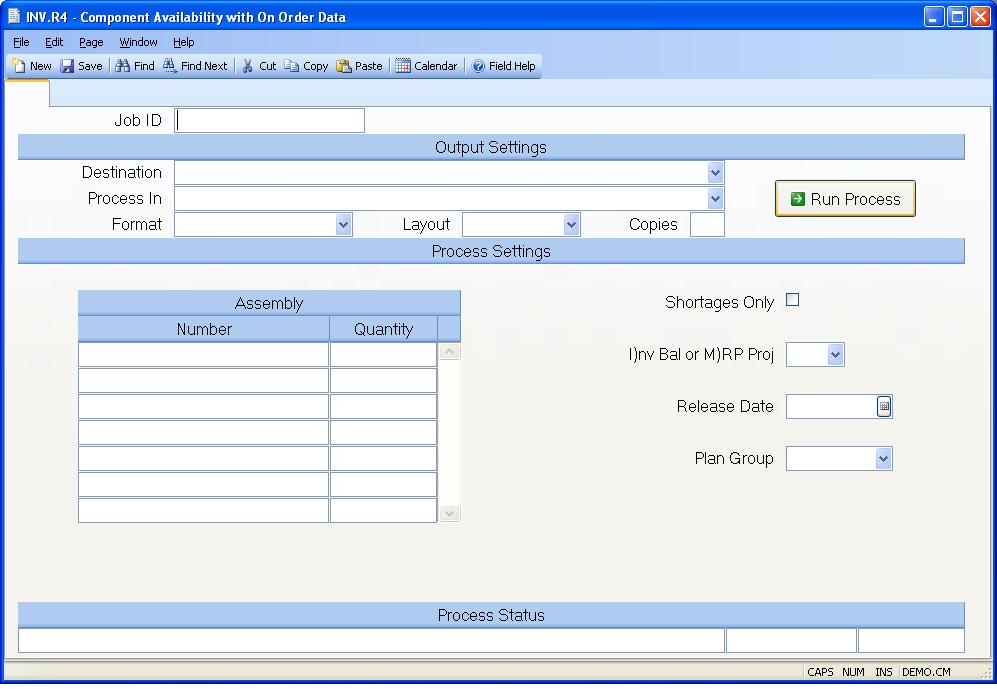 INV.R4 - Component Availability with On Order Data
File Edit Page Window Help
New Save Find Find Next Cut Copy Paste Calendar Field Help
Job ID
Output Settings
Destination
Process In
Run Process
Format Layout Copies
Process Settings
Assembly
Number Quantity
Shortages Only
I)nv Bal or M)RP Proj
Release Date
Plan Group
Process Status
CAPS NUM INS DEMO.CM